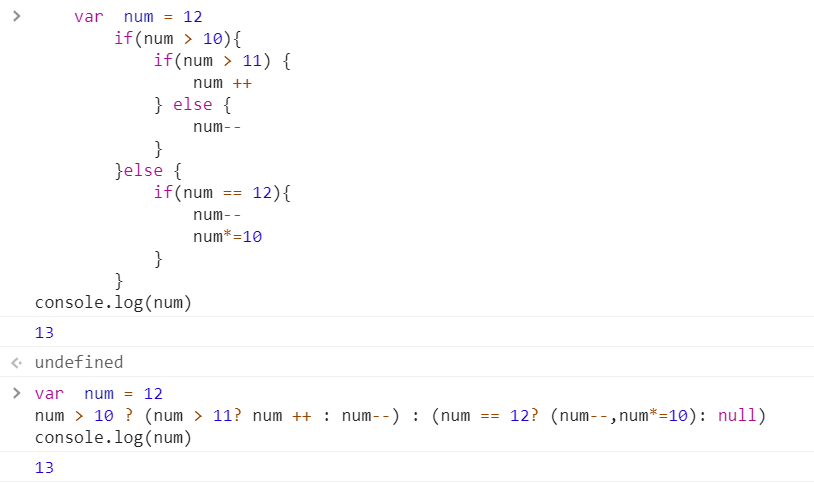 var  num = 12
if(num > 10){
if(num > 11) {
num ++
} else {
num--
}
}else {
if(num == 12){
num--
num*=10
}
}
console.log(num)
13
undefined
var  num = 12
num > 10 ? (num > 11? num ++ : num--) : (num == 12? (num--,num*=10): null)
console.log(num)
13